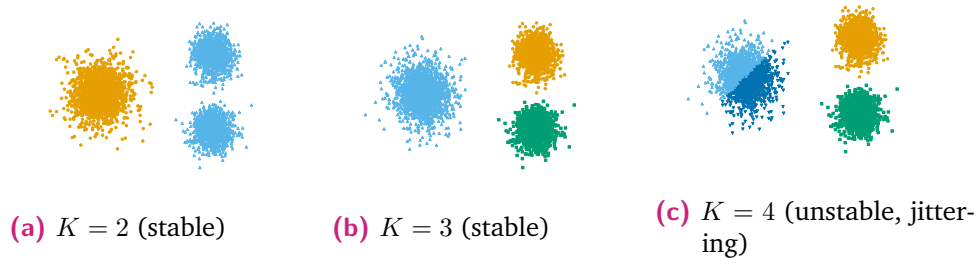 (a) K = 2 (stable)
(b) K = 3 (stable)
(c) K = 4 (unstable, jitter-
ing)